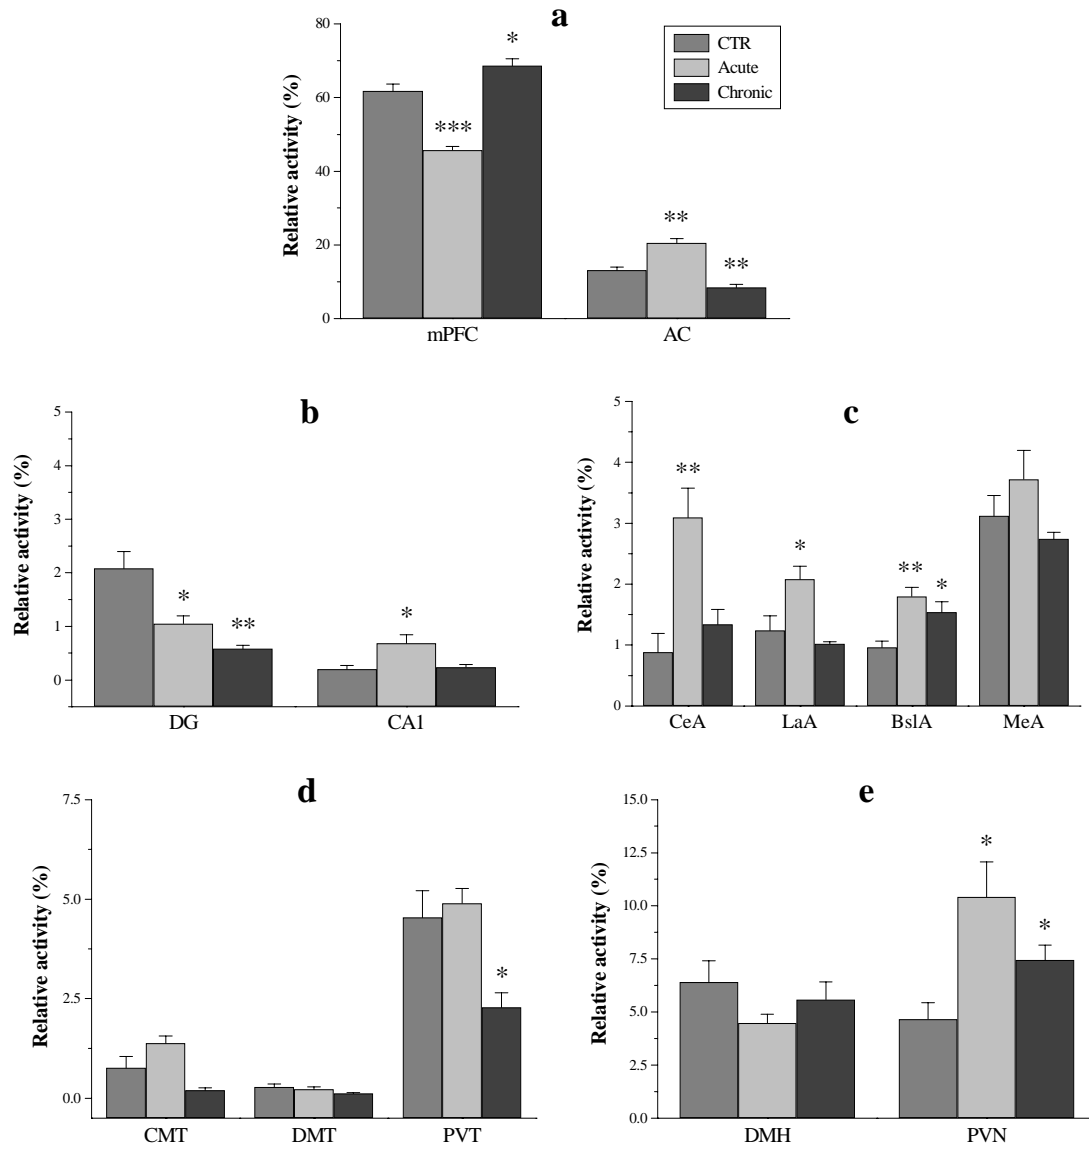 a
80
60
40
20
0
Relative activity (%)
CTR
Acute
Chronic
*
***
**
**
mPFC
AC
b
5
4
3
2
1
0
Relative activity (%)
*
**
*
DG
CA1
c
5
4
3
2
1
0
Relative activity (%)
**
*
**
*
CeA
LaA
BslA
MeA
d
7.5
5.0
2.5
0.0
Relative activity (%)
*
CMT
DMT
PVT
e
15.0
12.5
10.0
7.5
5.0
2.5
0.0
Relative activity (%)
*
*
DMH
PVN